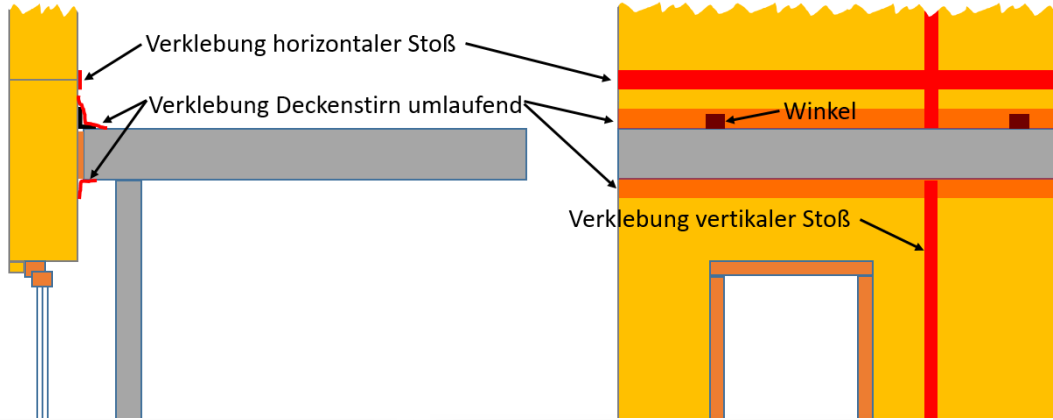 Verklebung horizontaler Stoß
Verklebung Deckenstirn umlaufend
Winkel
Verklebung vertikaler Stoß